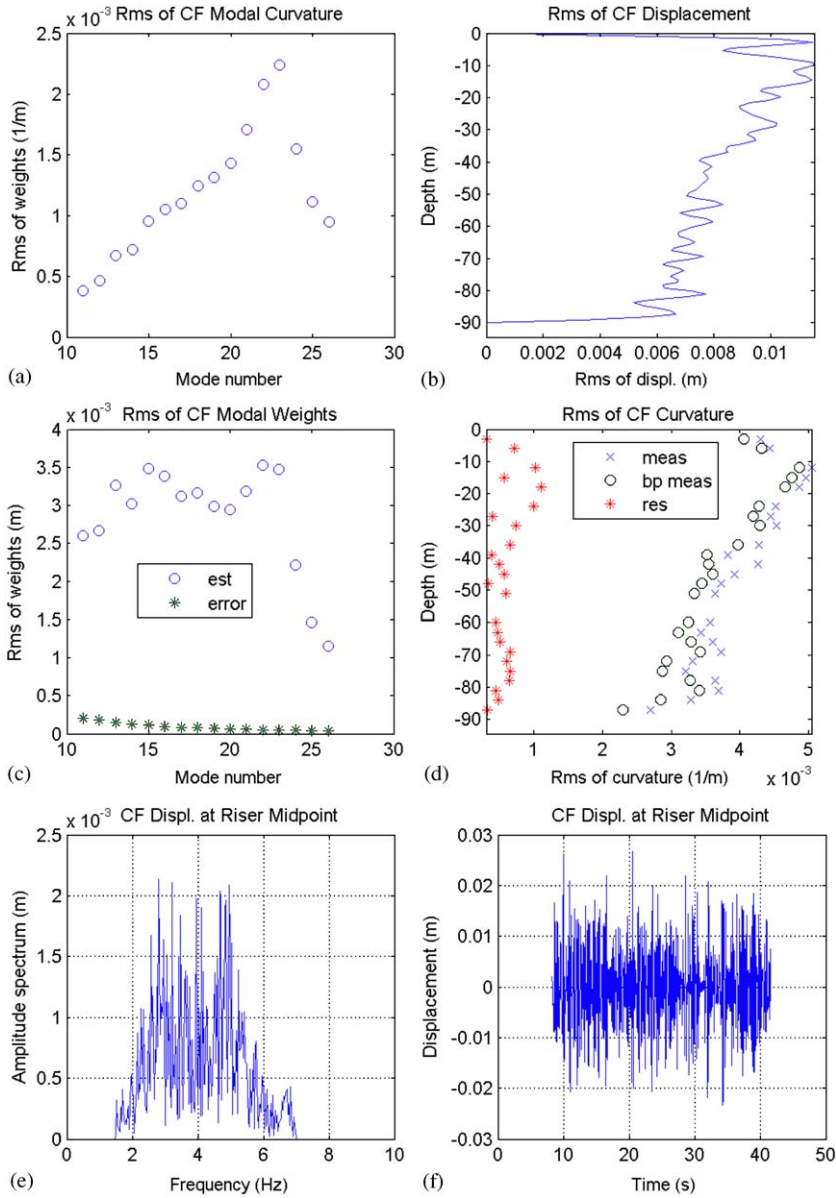 x 10⁻³
Rms of CF Modal Curvature
2.5
2
1.5
1
0.5
0
10
15
20
25
30
Rms of weights (1/m)
Mode number
(a)
Rms of CF Displacement
0
-10
-20
-30
-40
-50
-60
-70
-80
-90
0
0.002
0.004
0.006
0.008
0.01
Depth (m)
Rms of displ. (m)
(b)
x 10⁻³
Rms of CF Modal Weights
4
3.5
3
2.5
2
1.5
1
0.5
0
10
15
20
25
30
Rms of weights (m)
est
error
Mode number
(c)
Rms of CF Curvature
0
-10
-20
-30
-40
-50
-60
-70
-80
-90
1
2
3
4
5
Depth (m)
meas
bp meas
res
Rms of curvature (1/m)
x 10⁻³
(d)
x 10⁻³
CF Displ. at Riser Midpoint
2.5
2
1.5
1
0.5
0
0
2
4
6
8
10
Amplitude spectrum (m)
Frequency (Hz)
(e)
CF Displ. at Riser Midpoint
0.03
0.02
0.01
0
-0.01
-0.02
-0.03
0
10
20
30
40
50
Displacement (m)
Time (s)
(f)